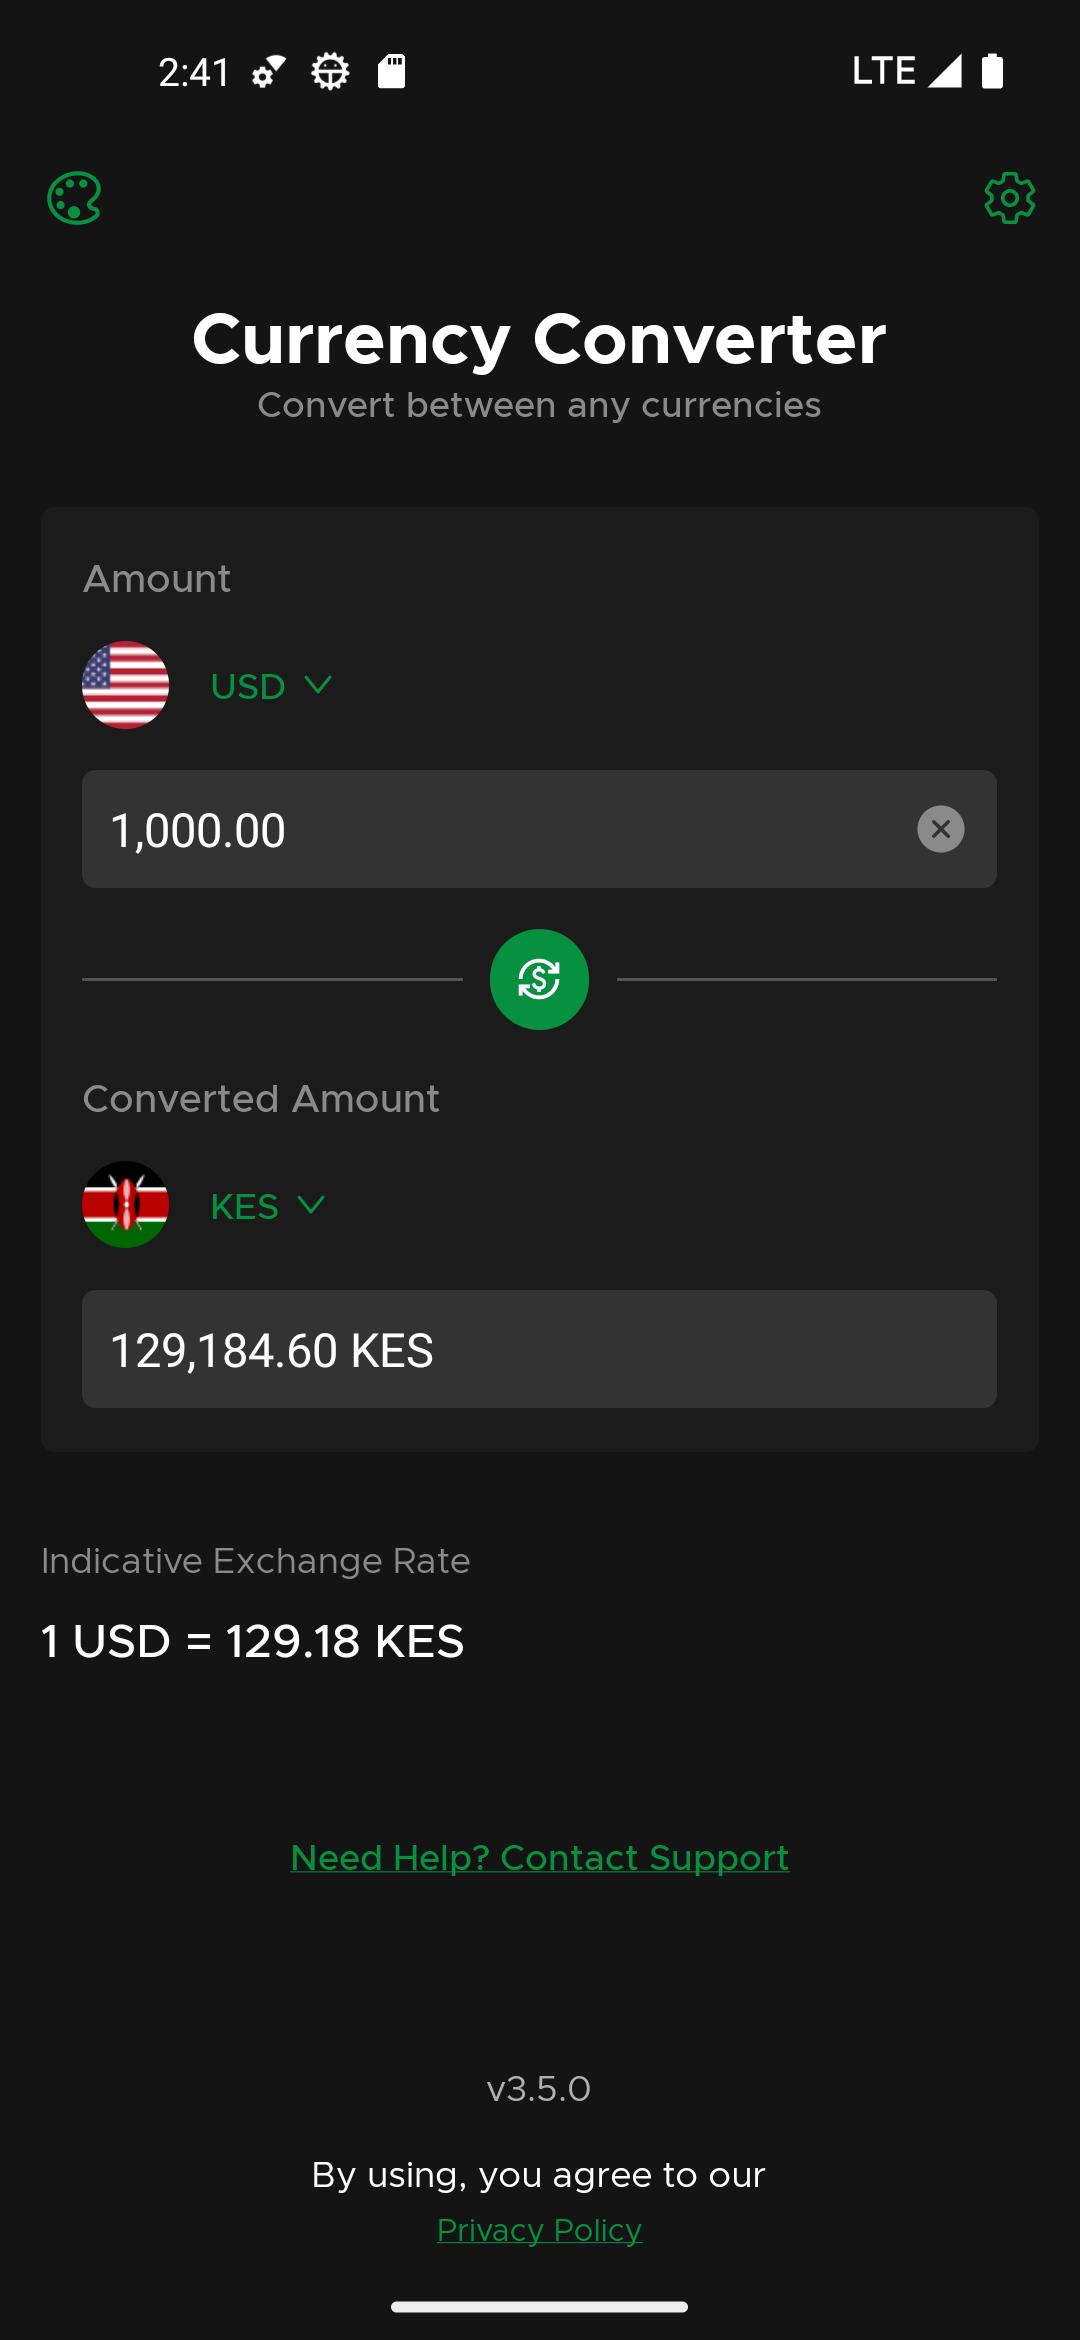 2:41
LTE
Currency Converter
Convert between any currencies
Amount
USD
1,000.00
Converted Amount
KES
129,184.60 KES
Indicative Exchange Rate
1 USD = 129.18 KES
Need Help? Contact Support
v3.5.0
By using, you agree to our
Privacy Policy